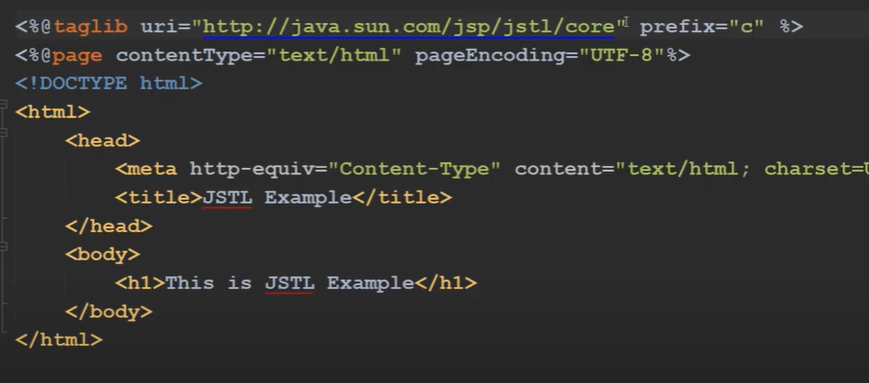 <%@taglib uri="http://java.sun.com/jsp/jstl/core" prefix="c" %>
<%@page contentType="text/html" pageEncoding="UTF-8"%>
<!DOCTYPE html>
<html>
<head>
<meta http-equiv="Content-Type" content="text/html; charset=
<title>JSTL Example</title>
</head>
<body>
<h1>This is JSTL Example</h1>
</body>
</html>